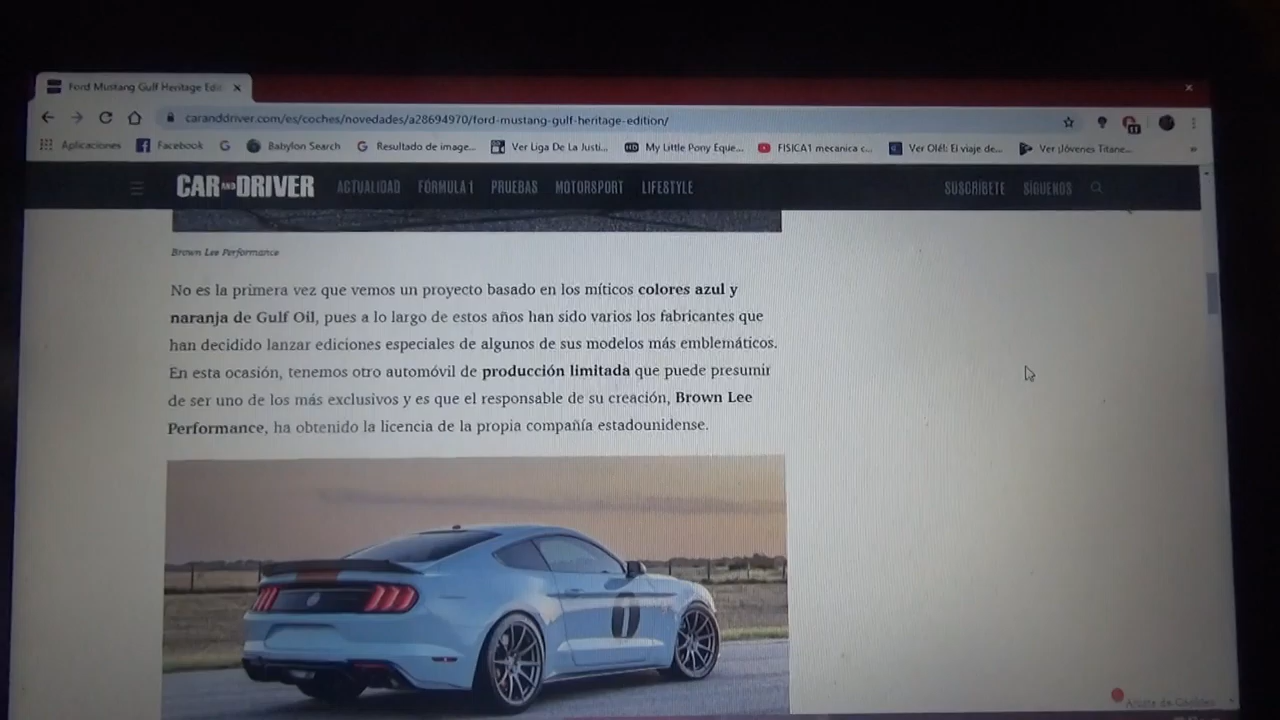 Ford Mustang Gulf Heritage Edi
caranddriver.com/es/coches/novedades/a28694970/ford-mustang-gulf-heritage-edition/
Aplicaciones Facebook Babylon Search Resultado de image... Ver Liga De La Justi... My Little Pony Eque... FISICA1 mecanica c... Ver Olé!: El viaje de... Ver ¡Jóvenes Titane...
CAR AND DRIVER ACTUALIDAD FÓRMULA 1 PRUEBAS MOTORSPORT LIFESTYLE SUSCRÍBETE SÍGUENOS
Brown Lee Performance
No es la primera vez que vemos un proyecto basado en los míticos colores azul y
naranja de Gulf Oil, pues a lo largo de estos años han sido varios los fabricantes que
han decidido lanzar ediciones especiales de algunos de sus modelos más emblemáticos.
En esta ocasión, tenemos otro automóvil de producción limitada que puede presumir
de ser uno de los más exclusivos y es que el responsable de su creación, Brown Lee
Performance, ha obtenido la licencia de la propia compañía estadounidense.
1